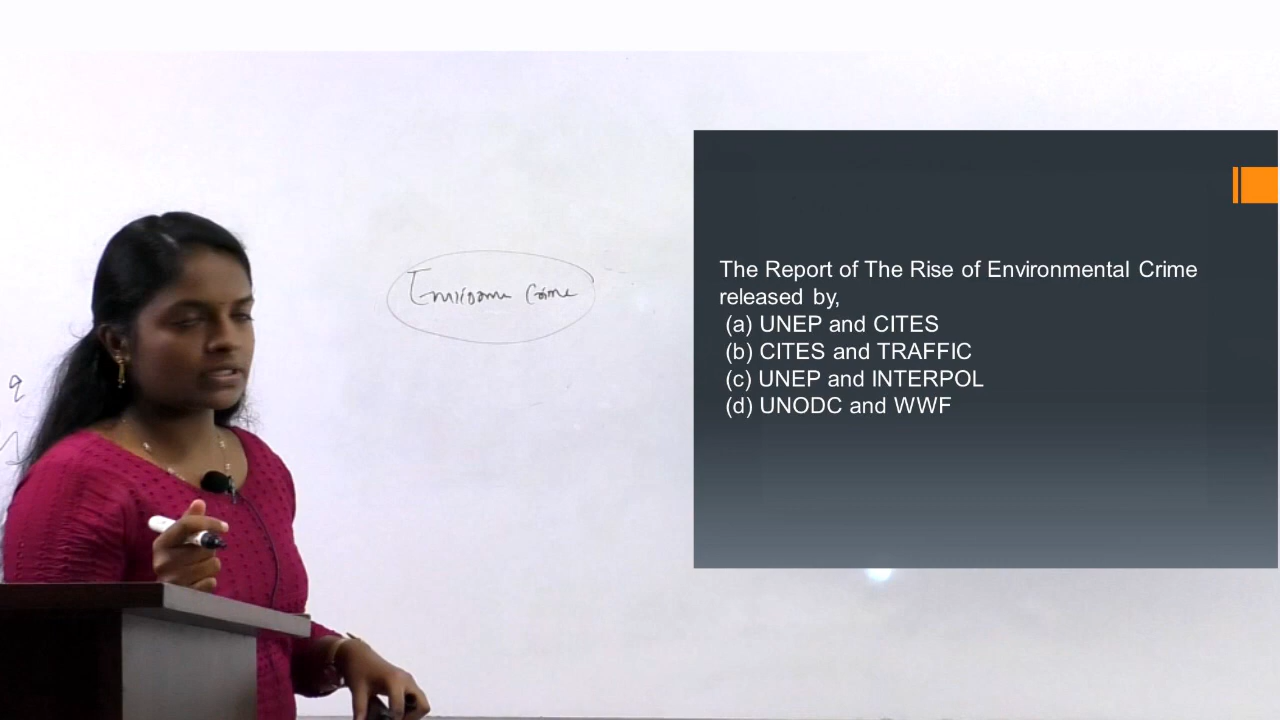 Crime
The Report of The Rise of Environmental Crime
released by,
(a) UNEP and CITES
(b) CITES and TRAFFIC
(c) UNEP and INTERPOL
(d) UNODC and WWF